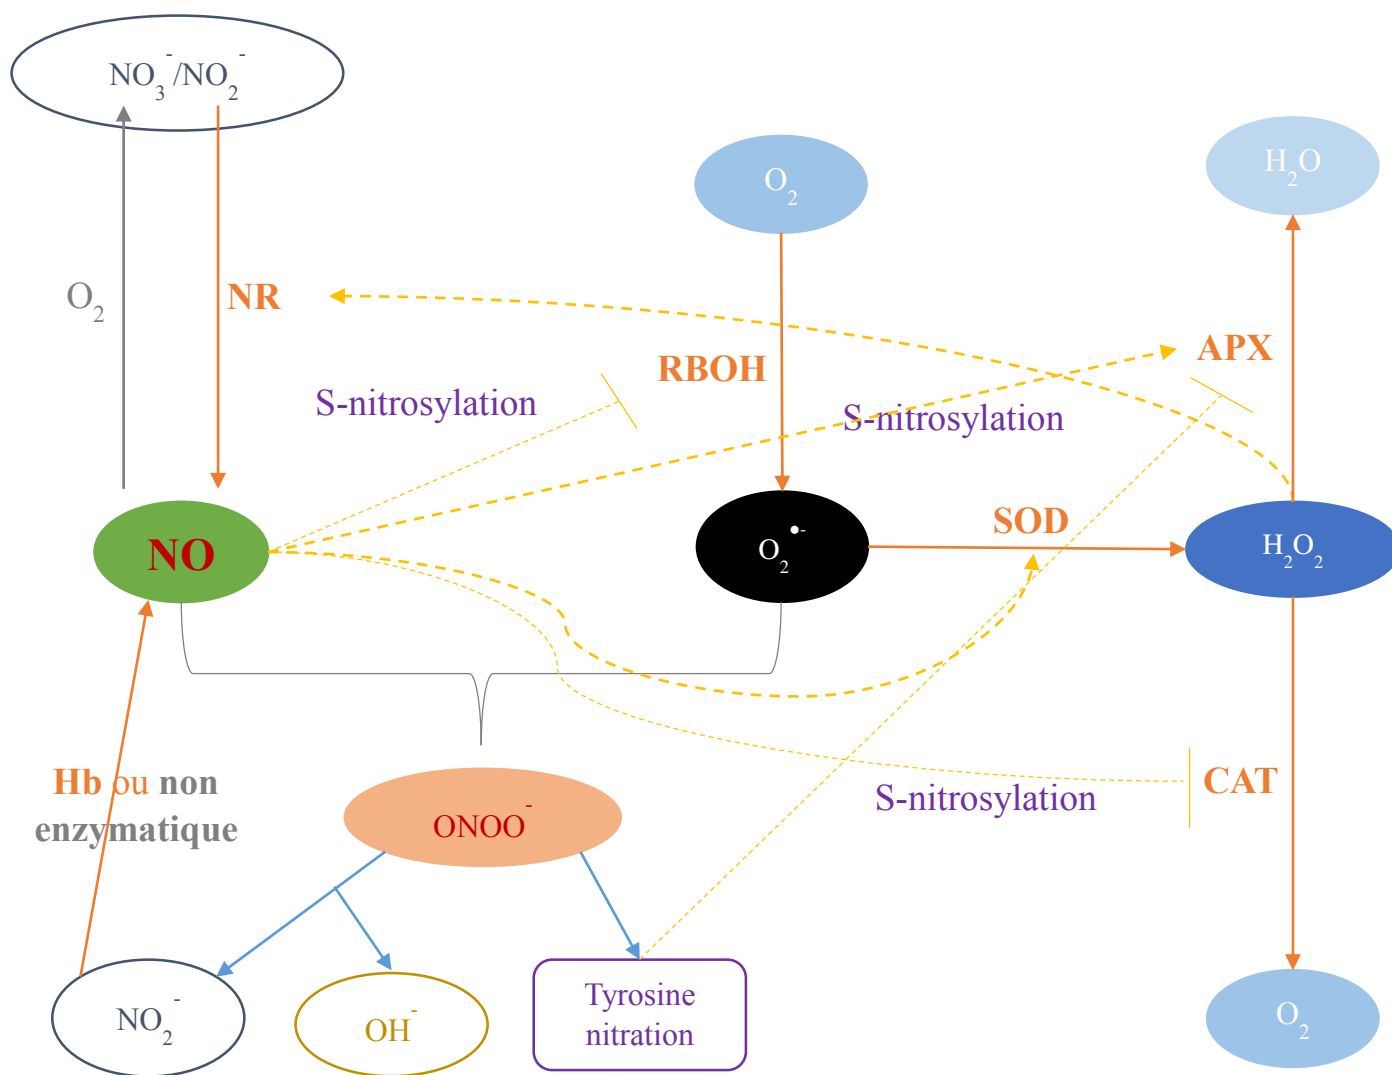 NO₃⁻/NO₂⁻
O₂
H₂O
O₂
NR
RBOH
APX
S-nitrosylation
S-nitrosylation
NO
O₂•-
SOD
H₂O₂
Hb ou non
enzymatique
ONOO⁻
S-nitrosylation
CAT
NO₂⁻
OH⁻
Tyrosine
nitration
O₂